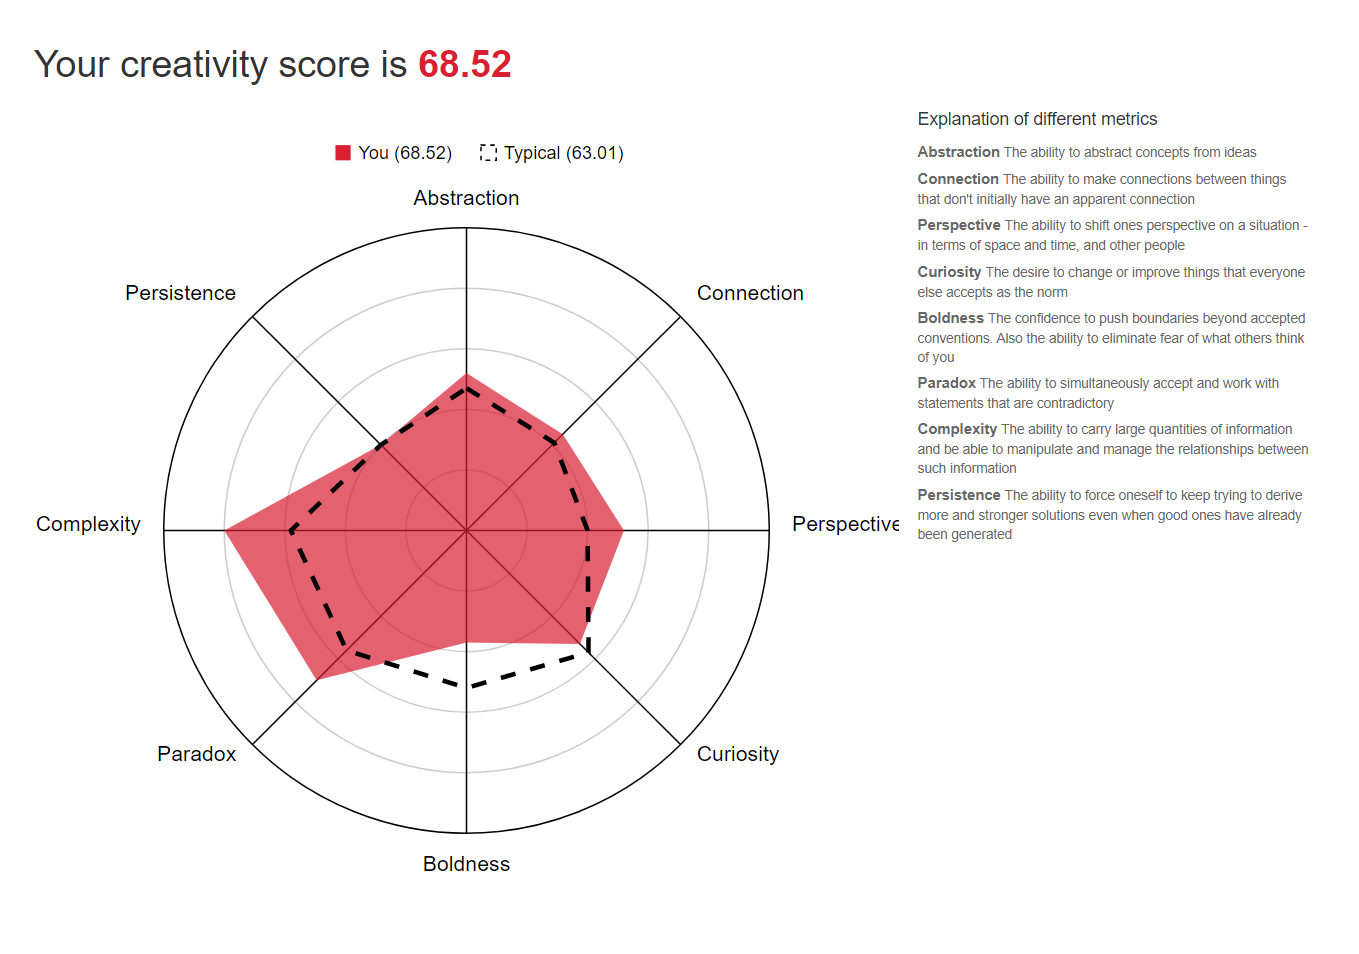 Your creativity score is 68.52
You (68.52)
Typical (63.01)
Abstraction
Persistence
Connection
Complexity
Perspective
Paradox
Curiosity
Boldness
Explanation of different metrics
Abstraction The ability to abstract concepts from ideas
Connection The ability to make connections between things
that don't initially have an apparent connection
Perspective The ability to shift ones perspective on a situation -
in terms of space and time, and other people
Curiosity The desire to change or improve things that everyone
else accepts as the norm
Boldness The confidence to push boundaries beyond accepted
conventions. Also the ability to eliminate fear of what others think
of you
Paradox The ability to simultaneously accept and work with
statements that are contradictory
Complexity The ability to carry large quantities of information
and be able to manipulate and manage the relationships between
such information
Persistence The ability to force oneself to keep trying to derive
more and stronger solutions even when good ones have already
been generated